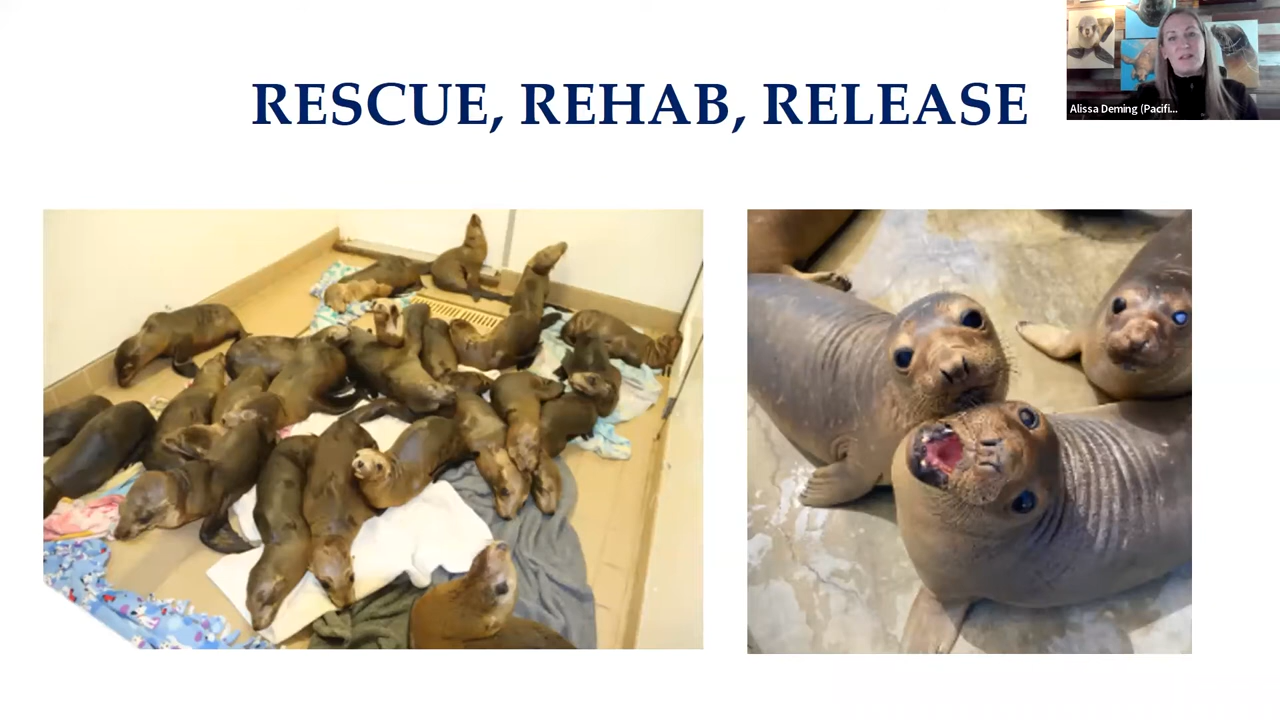 RESCUE, REHAB, RELEASE
Alissa Deming (Pacifi...